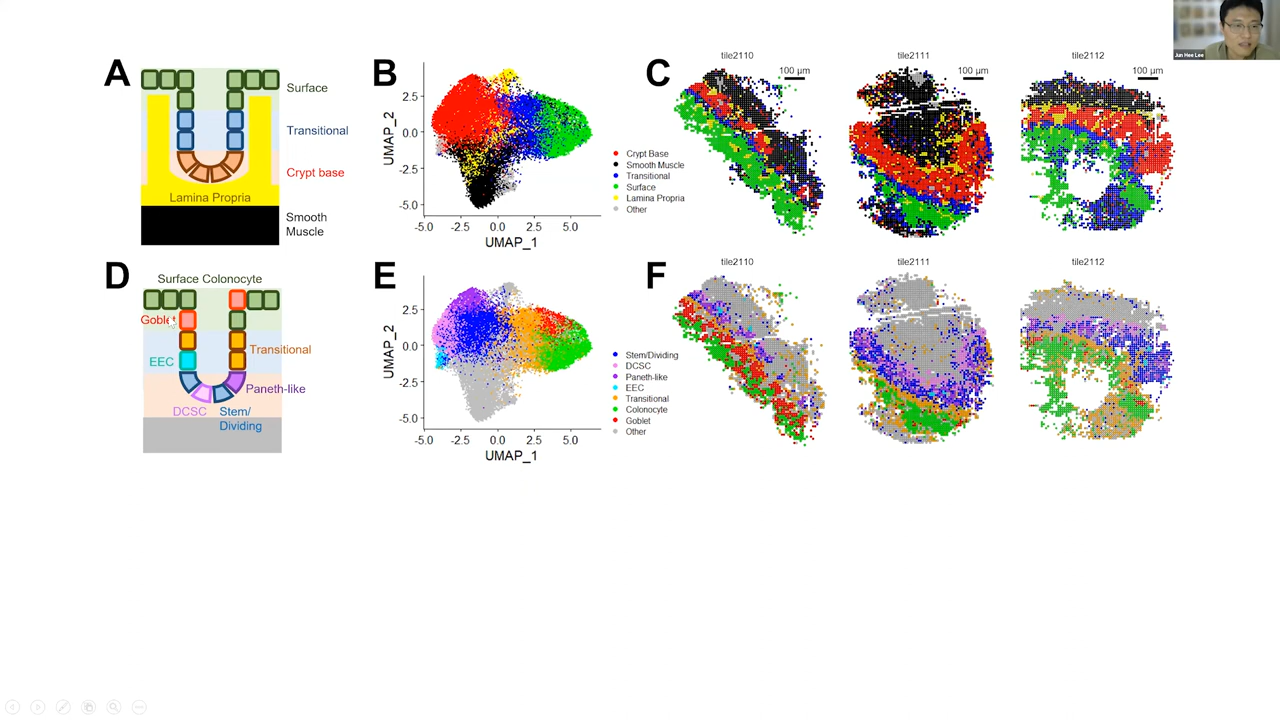 Jun Hee Lee
A
Surface
Transitional
Crypt base
Lamina Propria
Smooth
Muscle
B
UMAP_2
2.5
0.0
-2.5
-5.0
-5.0
-2.5
0.0
2.5
5.0
UMAP_1
Crypt Base
Smooth Muscle
Transitional
Surface
Lamina Propria
Other
C
tile2110
100 µm
tile2111
100 µm
tile2112
100 µm
D
Surface Colonocyte
Goblet
Transitional
EEC
Paneth-like
DCSC
Stem/
Dividing
E
UMAP_2
2.5
0.0
-2.5
-5.0
-5.0
-2.5
0.0
2.5
5.0
UMAP_1
Stem/Dividing
DCSC
Paneth-like
EEC
Transitional
Colonocyte
Goblet
Other
F
tile2110
tile2111
tile2112